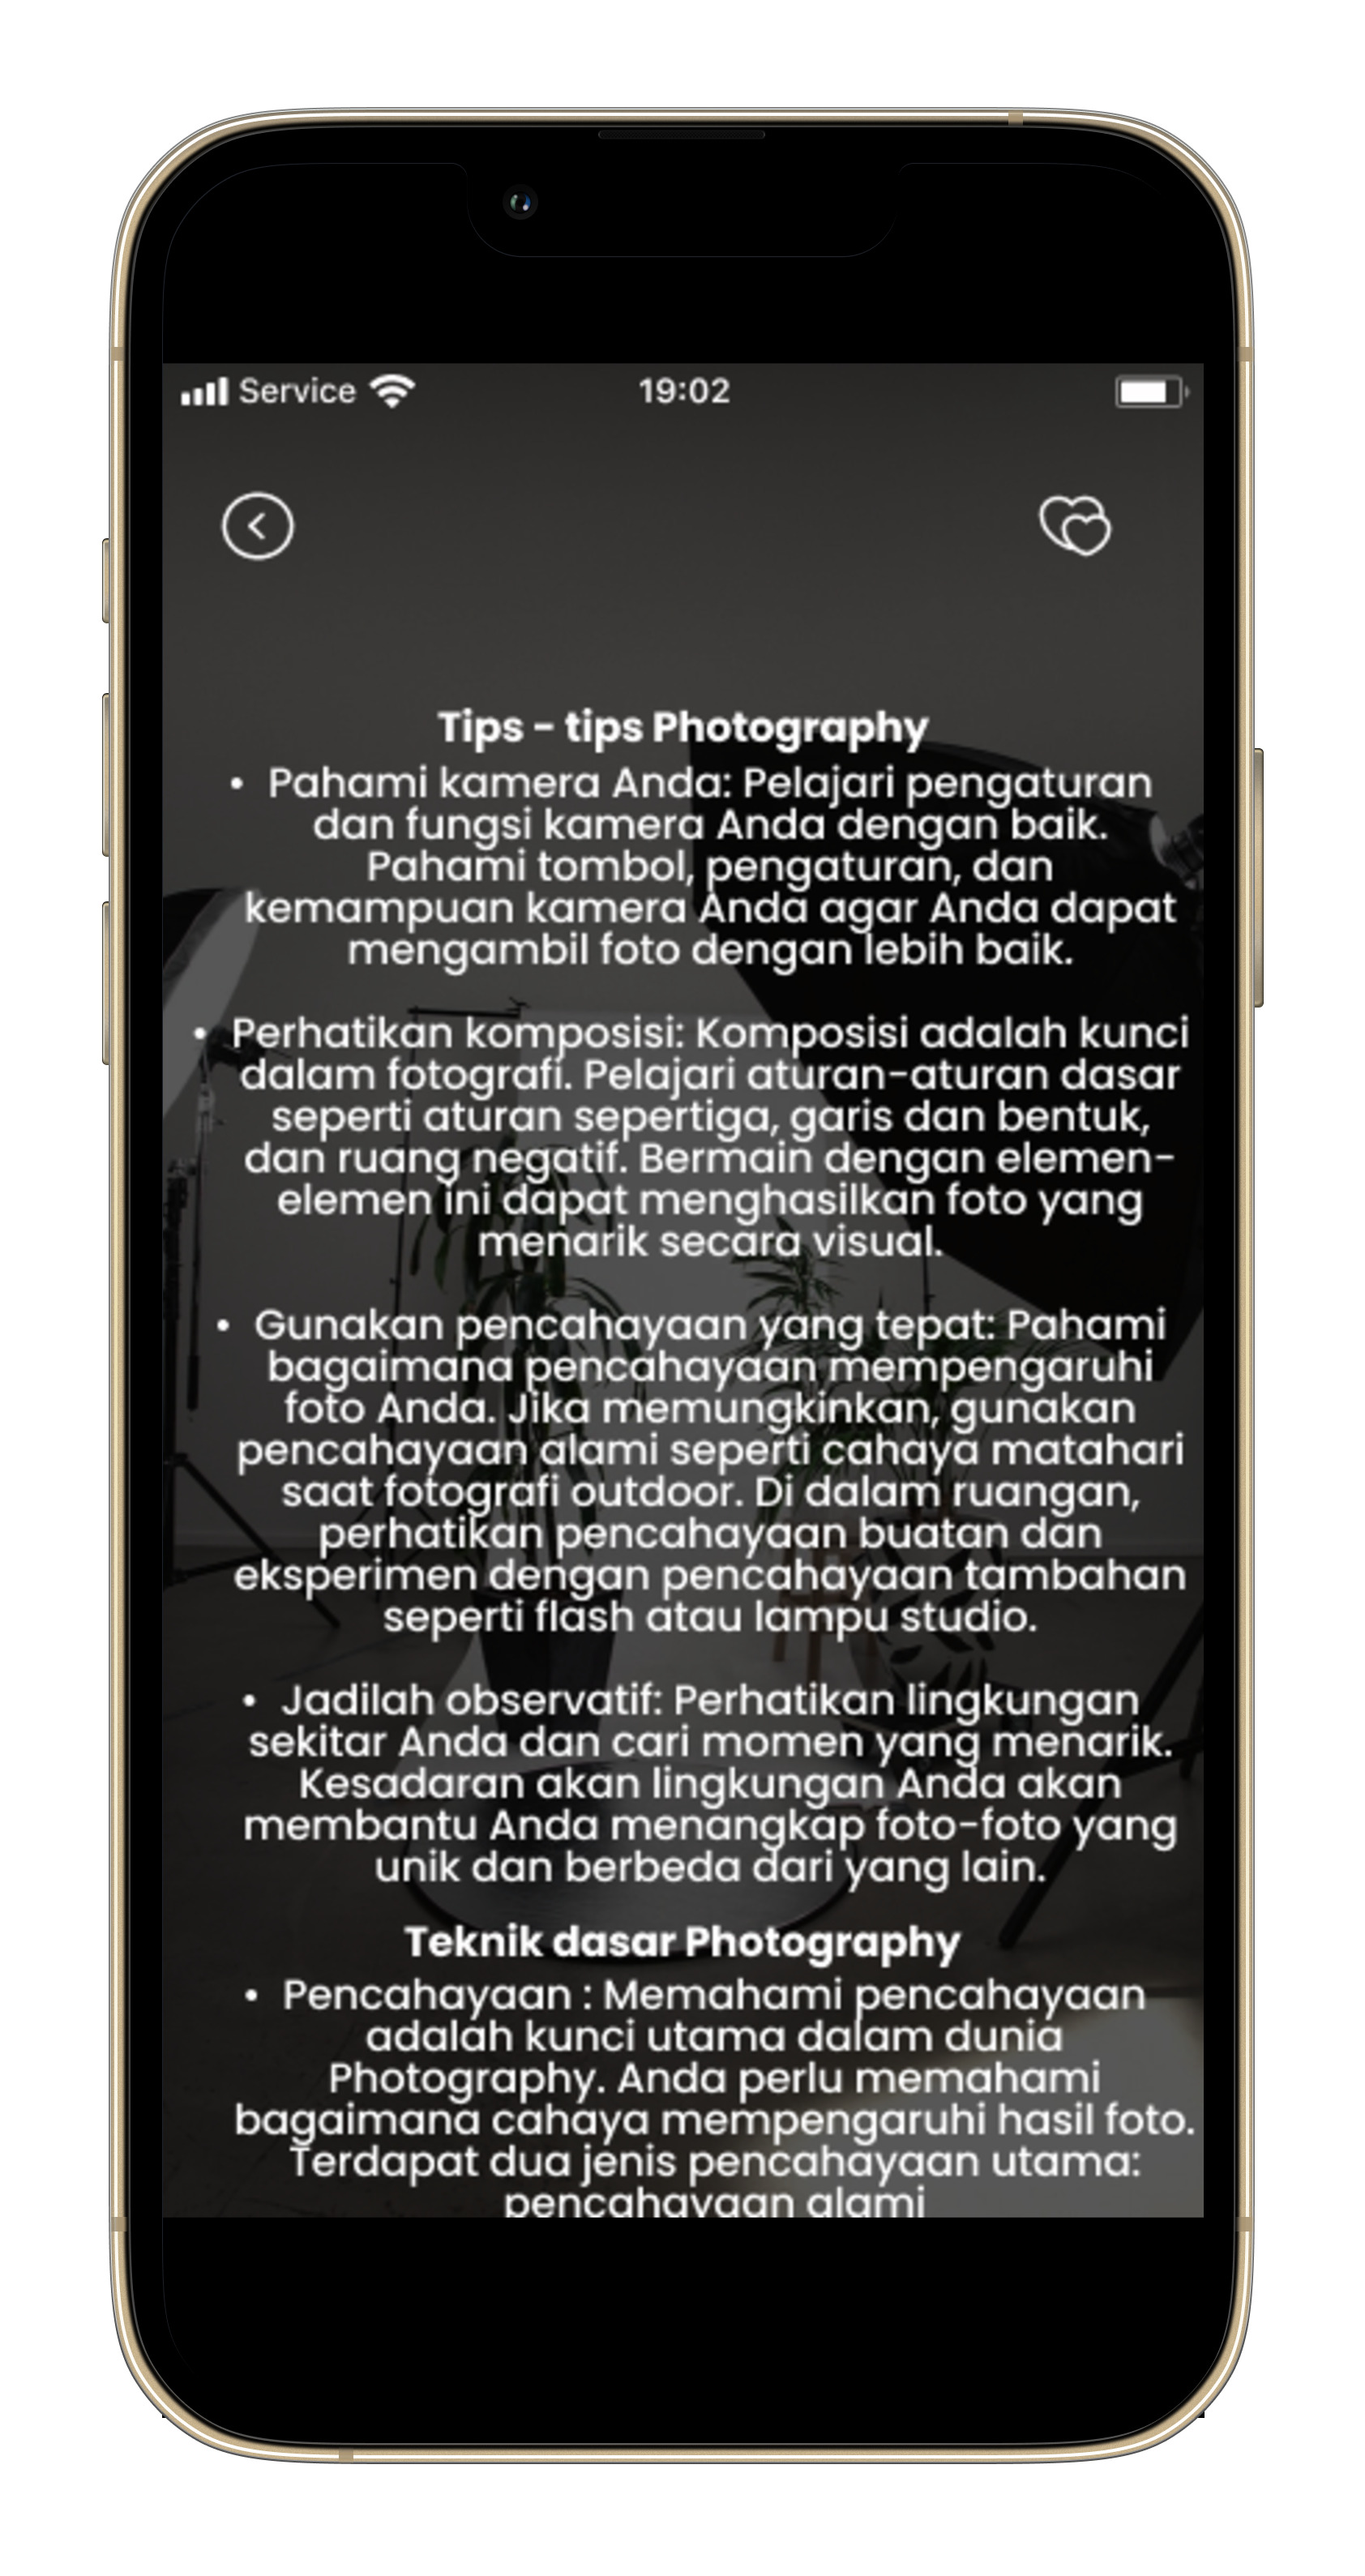 Service 19:02
Tips - tips Photography
• Pahami kamera Anda: Pelajari pengaturan
dan fungsi kamera Anda dengan baik.
Pahami tombol, pengaturan, dan
kemampuan kamera Anda agar Anda dapat
mengambil foto dengan lebih baik.
• Perhatikan komposisi: Komposisi adalah kunci
dalam fotografi. Pelajari aturan-aturan dasar
seperti aturan sepertiga, garis dan bentuk,
dan ruang negatif. Bermain dengan elemen-
elemen ini dapat menghasilkan foto yang
menarik secara visual.
• Gunakan pencahayaan yang tepat: Pahami
bagaimana pencahayaan mempengaruhi
foto Anda. Jika memungkinkan, gunakan
pencahayaan alami seperti cahaya matahari
saat fotografi outdoor. Di dalam ruangan,
perhatikan pencahayaan buatan dan
eksperimen dengan pencahayaan tambahan
seperti flash atau lampu studio.
• Jadilah observatif: Perhatikan lingkungan
sekitar Anda dan cari momen yang menarik.
Kesadaran akan lingkungan Anda akan
membantu Anda menangkap foto-foto yang
unik dan berbeda dari yang lain.
Teknik dasar Photography
• Pencahayaan : Memahami pencahayaan
adalah kunci utama dalam dunia
Photography. Anda perlu memahami
bagaimana cahaya mempengaruhi hasil foto.
Terdapat dua jenis pencahayaan utama:
pencahayaan alami